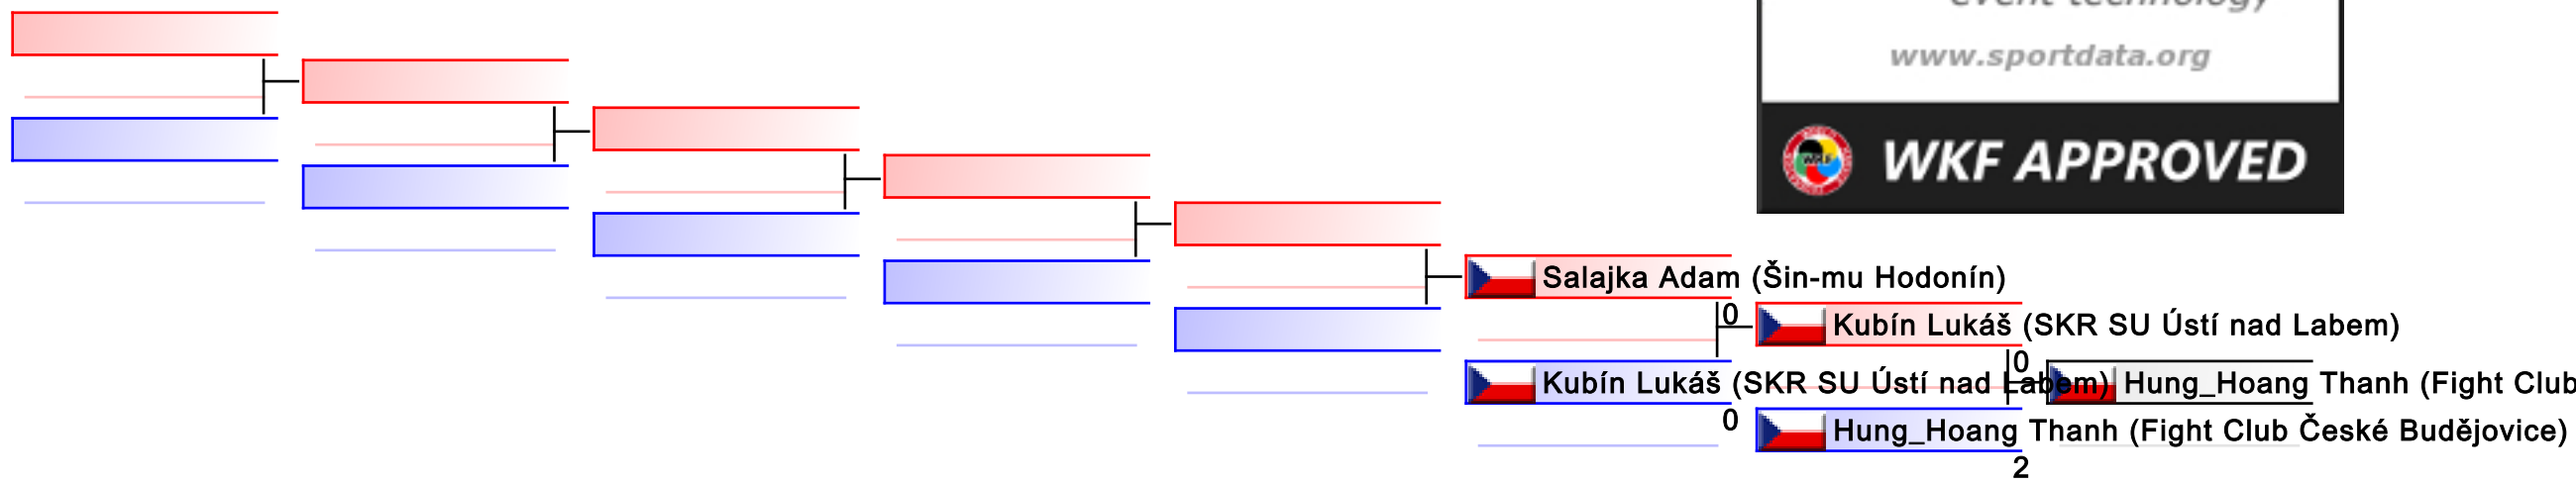 event technology
www.sportdata.org
WKF APPROVED
Salajka Adam (Šin-mu Hodonín)
0
Kubín Lukáš (SKR SU Ústí nad Labem)
0
Kubín Lukáš (SKR SU Ústí nad Labem)
Hung_Hoang Thanh (Fight Club
0
Hung_Hoang Thanh (Fight Club České Budějovice)
2